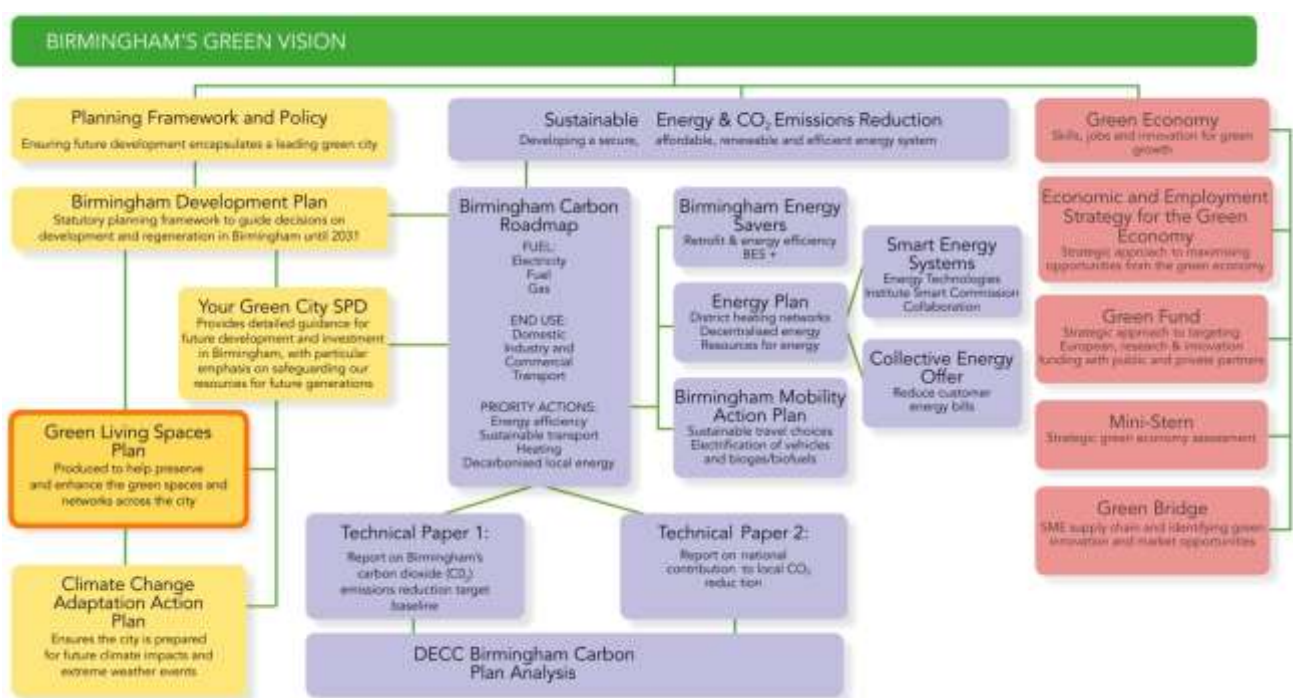 BIRMINGHAM'S GREEN VISION
Planning Framework and Policy
Ensuring future development encapsulates a leading green city
Birmingham Development Plan
Statutory planning framework to guide decisions on
development and regeneration in Birmingham until 2031
Your Green City SPD
Provides detailed guidance for
future development and investment
in Birmingham, with particular
emphasis on safeguarding our
resources for future generations
Green Living Spaces
Plan
Produced to help preserve
and enhance the green spaces and
networks across the city
Climate Change
Adaptation Action
Plan
Ensures the city is prepared
for future climate impacts and
extreme weather events
Sustainable Energy & CO₂ Emissions Reduction
Developing a secure, affordable, renewable and efficient energy system
Birmingham Carbon
Roadmap
FUEL:
Electricity
Fuel
Gas
END USE:
Domestic
Industry and
Commercial
Transport
PRIORITY ACTIONS:
Energy efficiency
Sustainable transport
Heating
Decarbonised local energy
Birmingham Energy
Savers
Retrofit & energy efficiency
BES +
Energy Plan
District heating networks
Decentralised energy
Resources for energy
Birmingham Mobility
Action Plan
Sustainable travel choices
Electrification of vehicles
and biogas/biofuels
Smart Energy
Systems
Energy Technologies
Institute Smart Commission
Collaboration
Collective Energy
Offer
Reduce customer
energy bills
Technical Paper 1:
Report on Birmingham's
carbon dioxide (CO₂)
emissions reduction target
baseline
Technical Paper 2:
Report on national
contribution to local CO₂
reduc tion
DECC Birmingham Carbon
Plan Analysis
Green Economy
Skills, jobs and innovation for green
growth
Economic and Employment
Strategy for the Green
Economy
Strategic approach to maximising
opportunities from the green economy
Green Fund
Strategic approach to targeting
European, research & innovation
funding with public and private partners
Mini-Stern
Strategic green economy assessment
Green Bridge
SME supply chain and identifying green
innovation and market opportunities